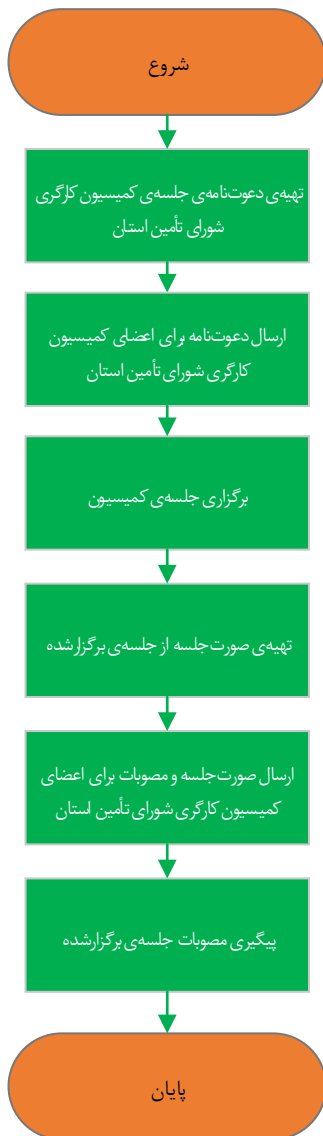 شروع
تهیه‌ی دعوت‌نامه‌ی جلسه‌ی کمیسیون کارگری
شورای تأمین استان
ارسال دعوت‌نامه برای اعضای کمیسیون
کارگری شورای تأمین استان
برگزاری جلسه‌ی کمیسیون
تهیه‌ی صورت‌جلسه از جلسه‌ی برگزارشده
ارسال صورت‌جلسه و مصوبات برای اعضای
کمیسیون کارگری شورای تأمین استان
پیگیری مصوبات جلسه‌ی برگزارشده
پایان